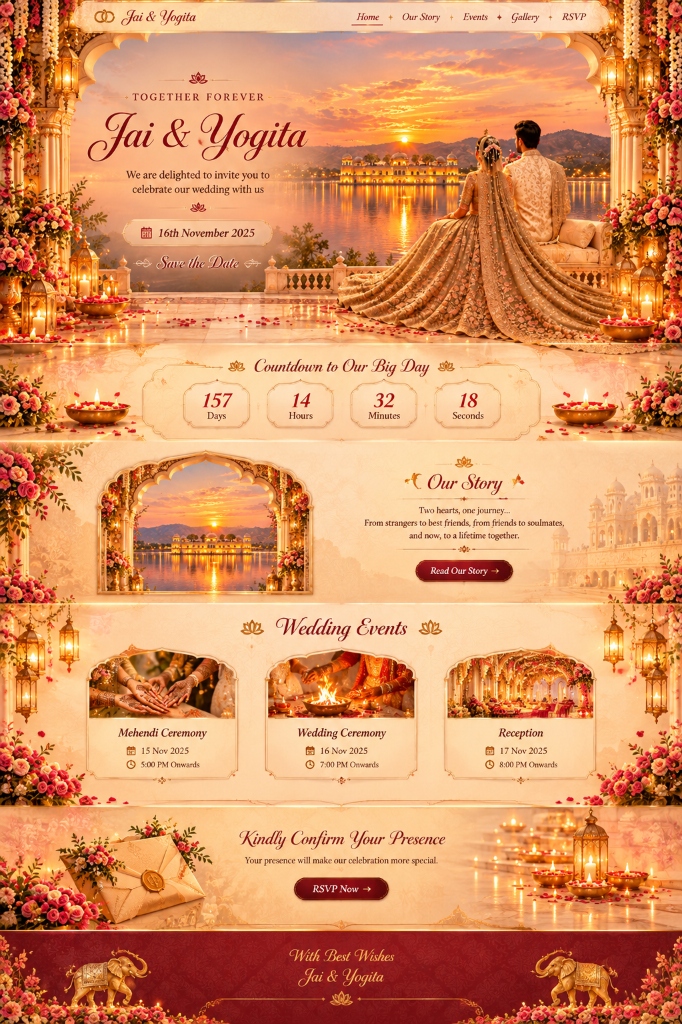 Jai & Yogita
Home
Our Story
Events
Gallery
RSVP
TOGETHER FOREVER
Jai & Yogita
We are delighted to invite you to
celebrate our wedding with us
16th November 2025
Save the Date
Countdown to Our Big Day
157
Days
14
Hours
32
Minutes
18
Seconds
Our Story
Two hearts, one journey...
From strangers to best friends, from friends to soulmates,
and now, to a lifetime together.
Read Our Story →
Wedding Events
Mehendi Ceremony
15 Nov 2025
5:00 PM Onwards
Wedding Ceremony
16 Nov 2025
7:00 PM Onwards
Reception
17 Nov 2025
8:00 PM Onwards
Kindly Confirm Your Presence
Your presence will make our celebration more special.
RSVP Now →
With Best Wishes
Jai & Yogita